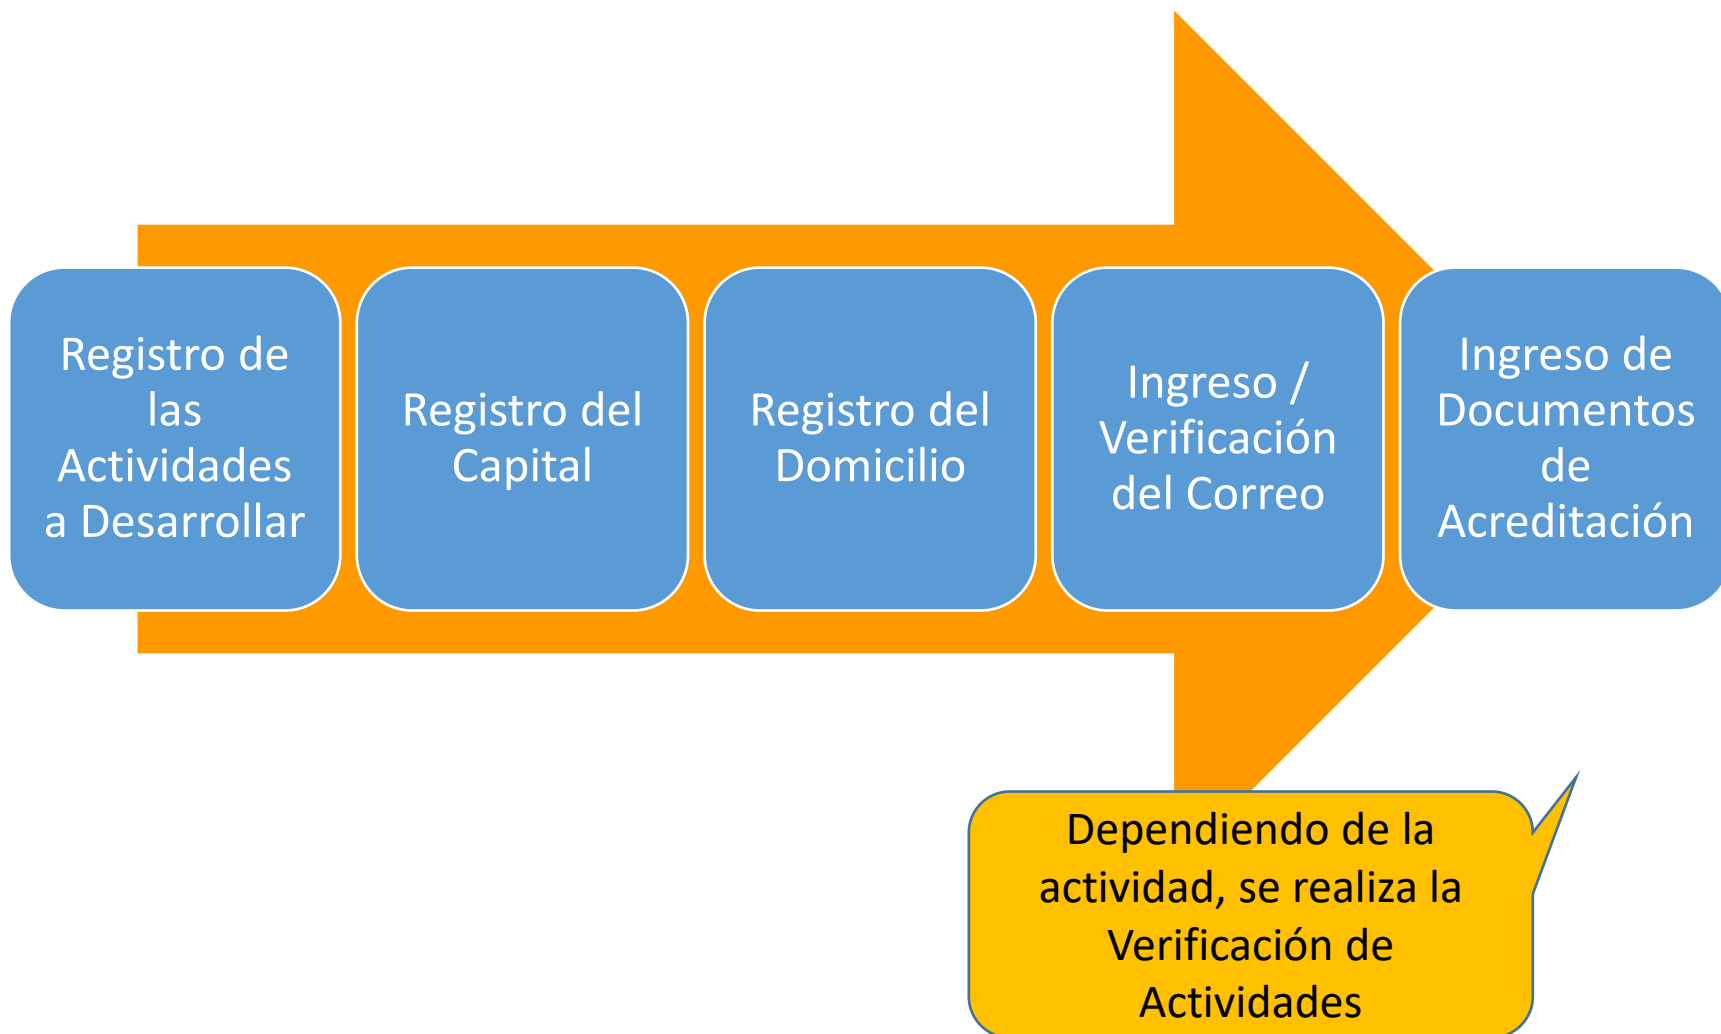 Registro de
las
Actividades
a Desarrollar
Registro del
Capital
Registro del
Domicilio
Ingreso /
Verificación
del Correo
Ingreso de
Documentos
de
Acreditación
Dependiendo de la
actividad, se realiza la
Verificación de
Actividades